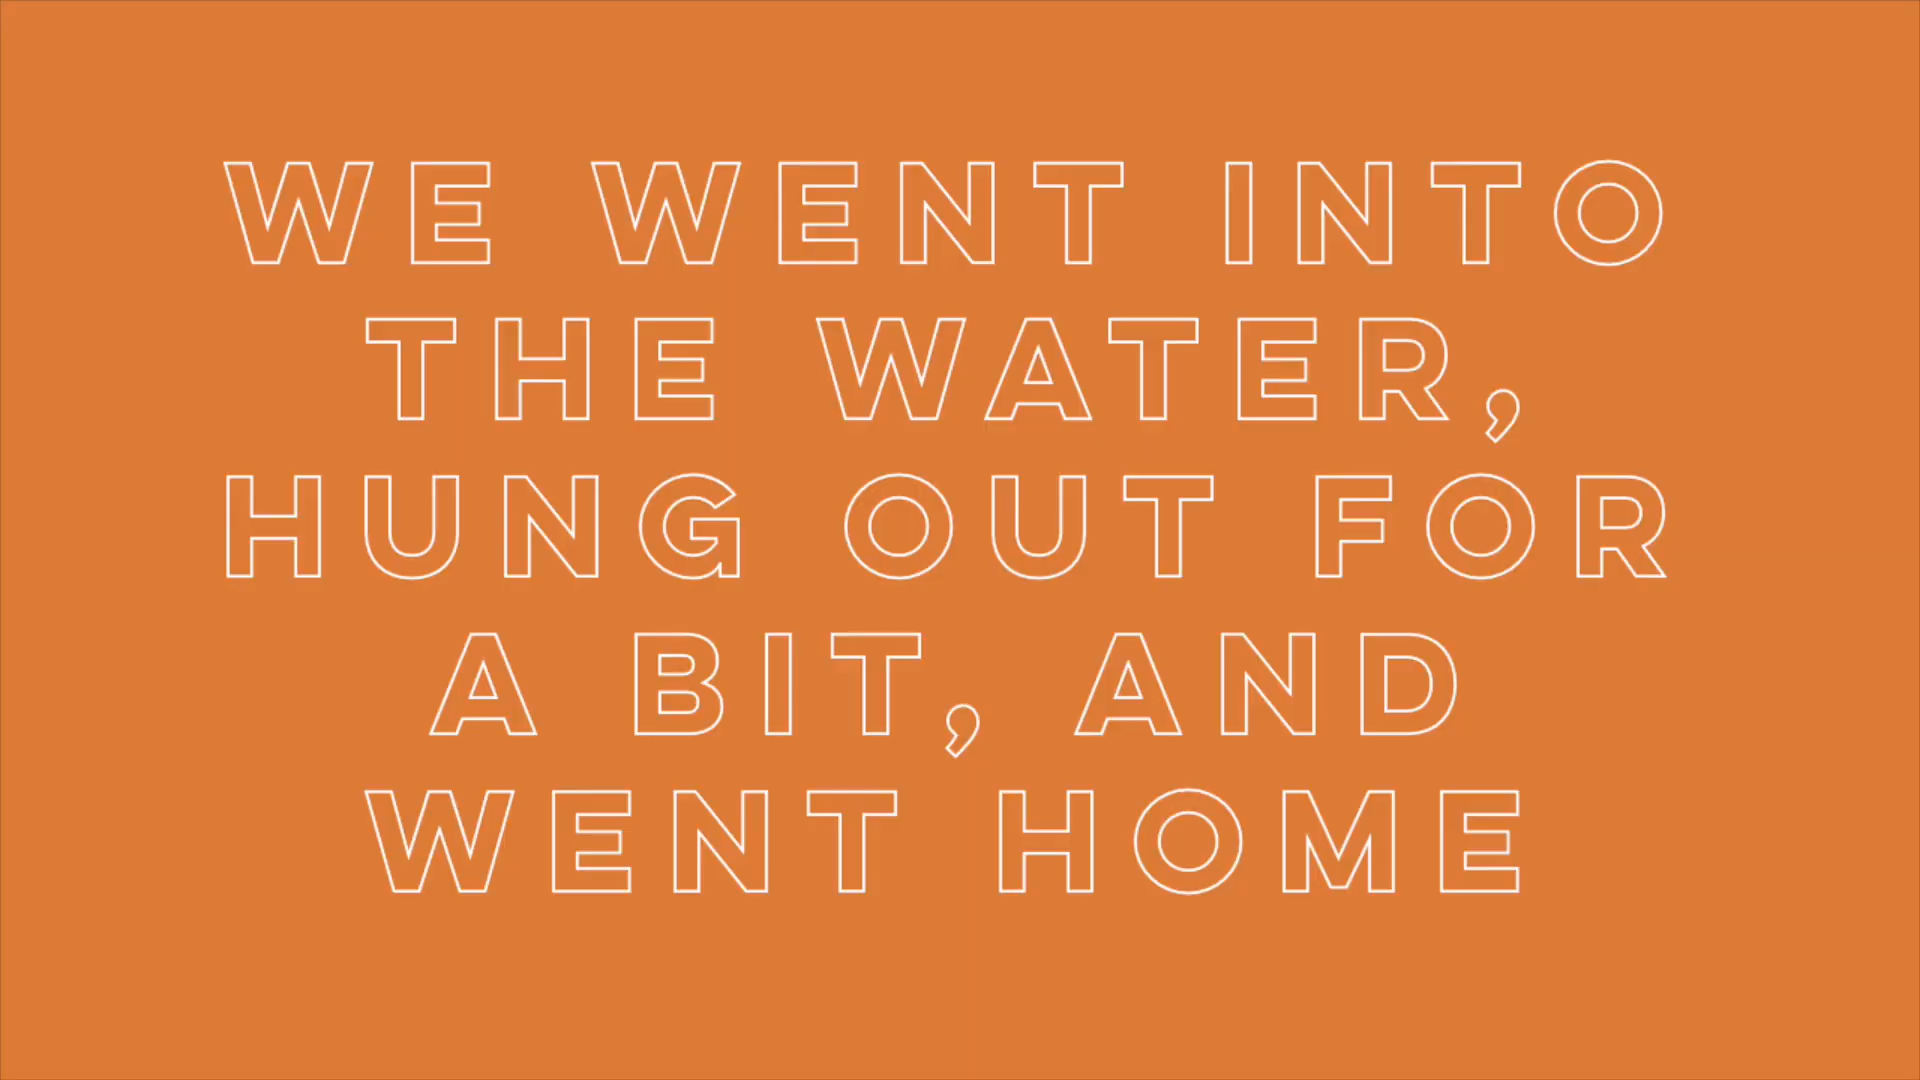 WE WENT INTO
THE WATER,
HUNG OUT FOR
A BIT, AND
WENT HOME